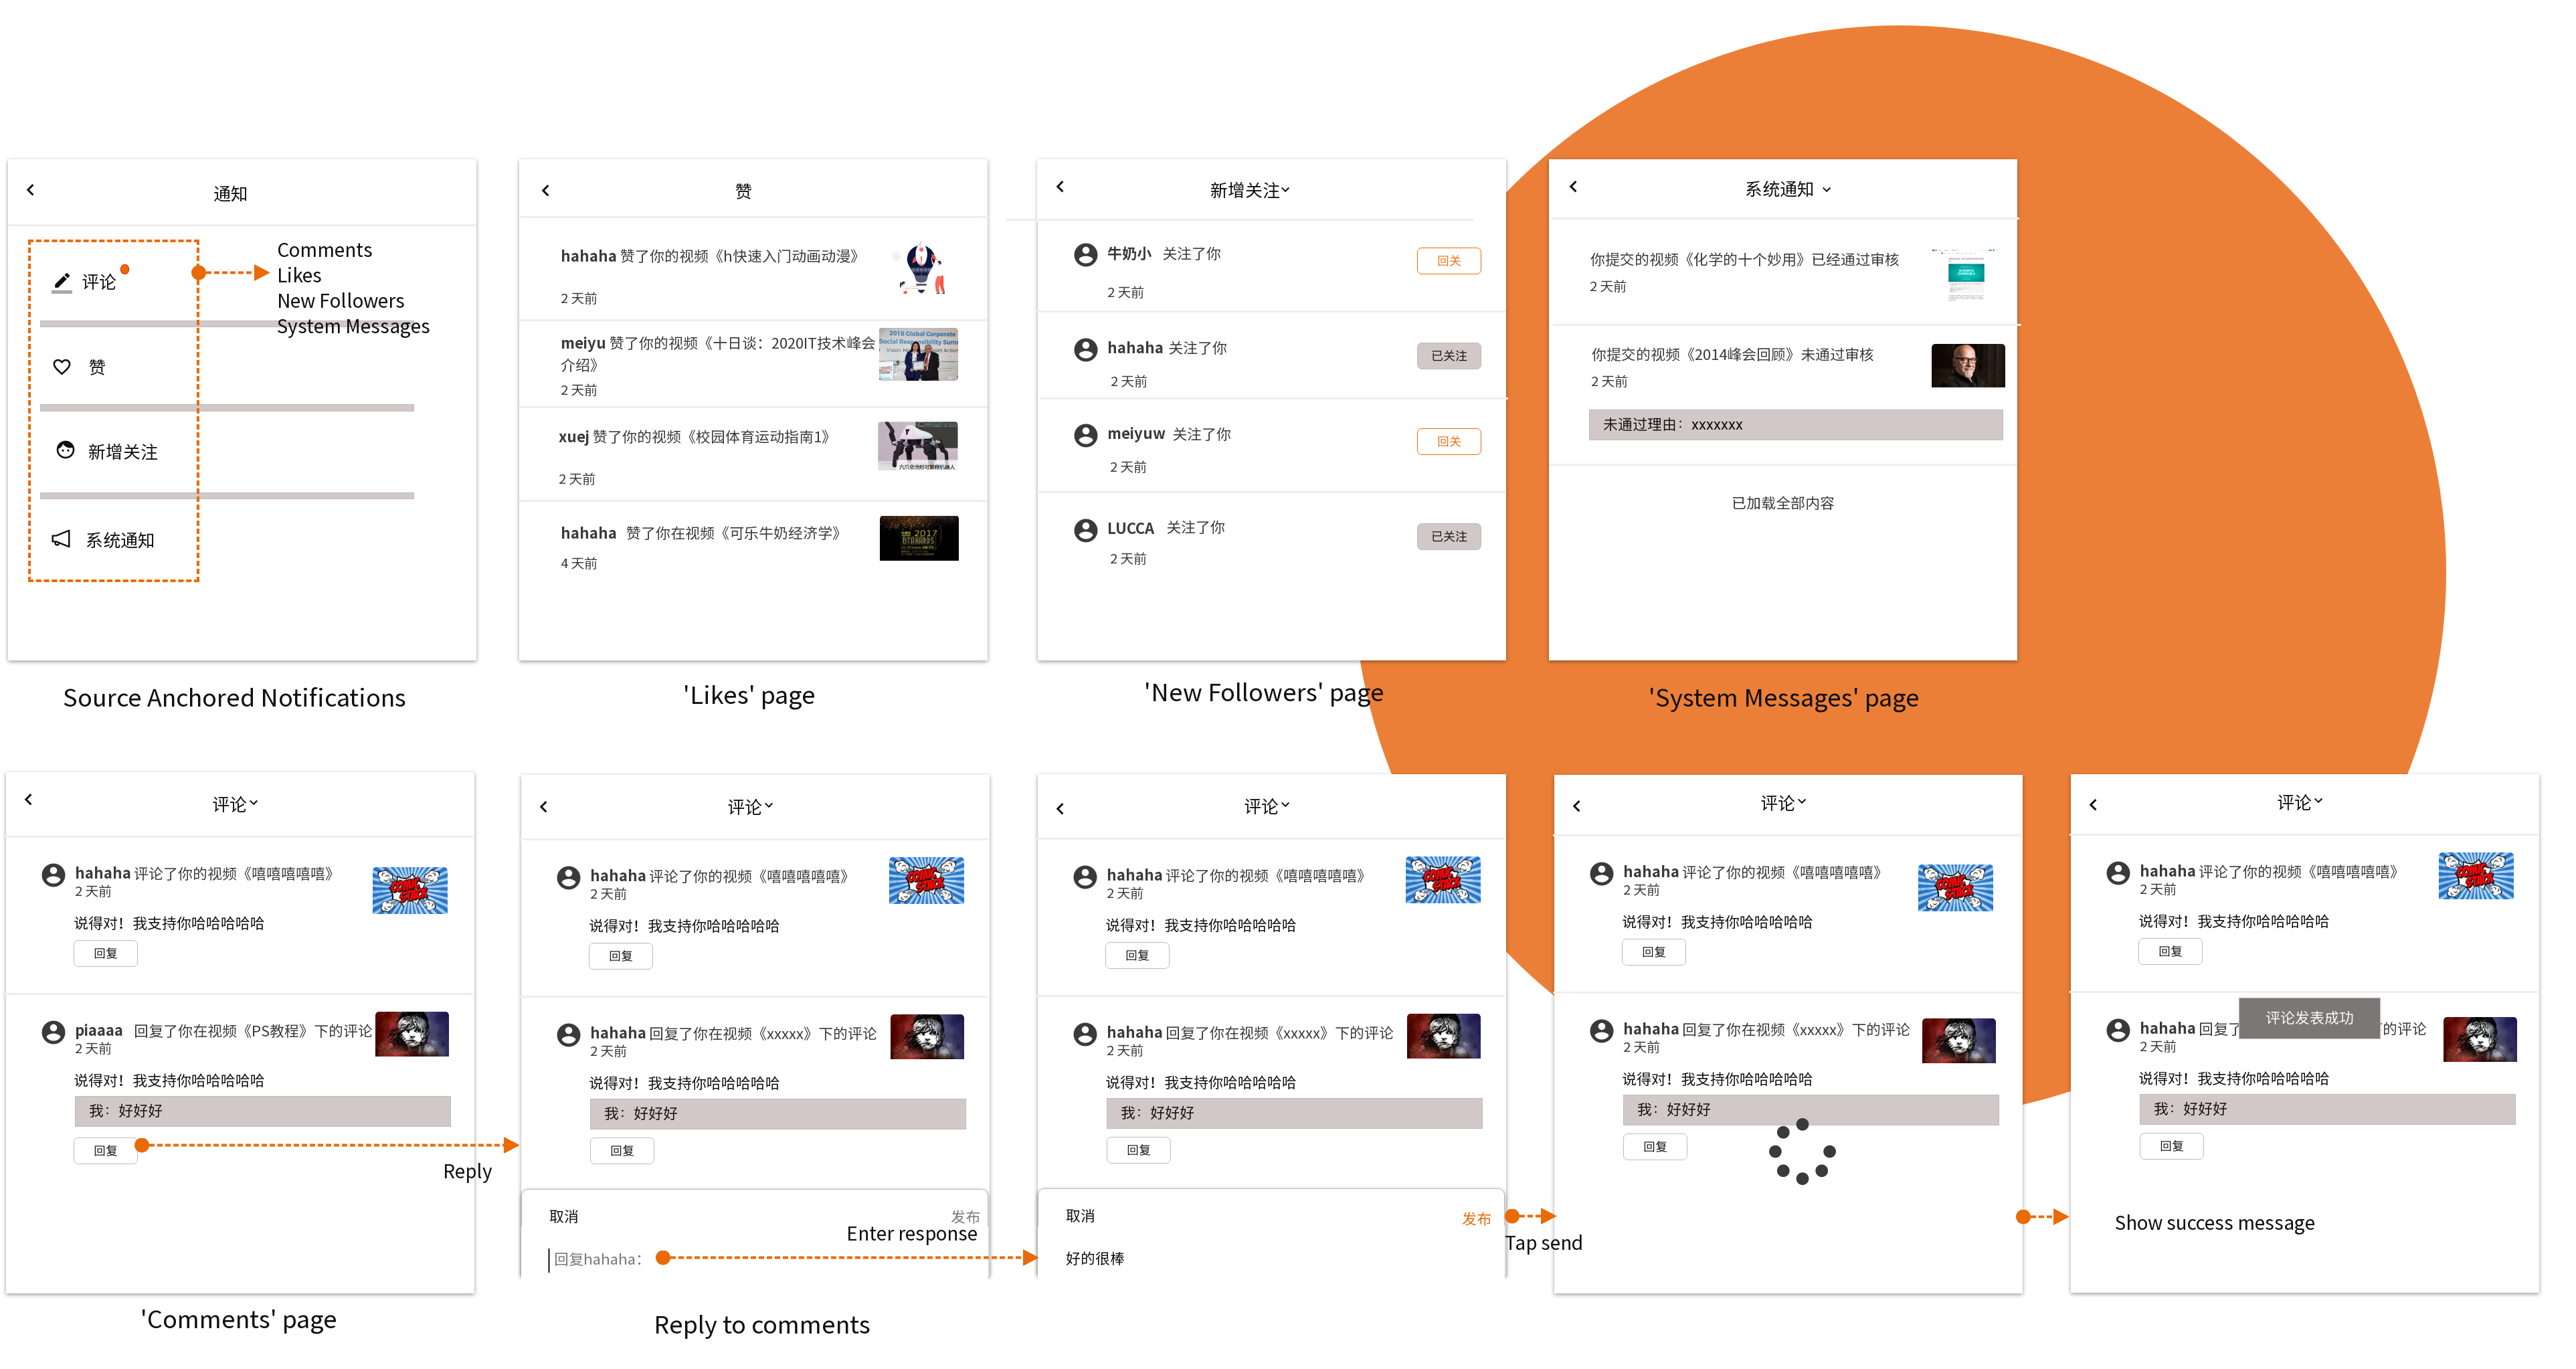 通知
评论
赞
新增关注
系统通知
Comments
Likes
New Followers
System Messages
Source Anchored Notifications
赞
hahaha 赞了你的视频《h快速入门动画动漫》
2 天前
meiyu 赞了你的视频《十日谈：2020IT技术峰会
介绍》
2 天前
2018 Global Corporate
Social Responsibility Summ
xuej 赞了你的视频《校园体育运动指南1》
2 天前
hahaha 赞了你在视频《可乐牛奶经济学》
4 天前
2017
'Likes' page
新增关注
牛奶小 关注了你
2 天前
回关
hahaha 关注了你
2 天前
已关注
meiyuw 关注了你
2 天前
回关
LUCCA 关注了你
2 天前
已关注
'New Followers' page
系统通知
你提交的视频《化学的十个妙用》已经通过审核
2 天前
你提交的视频《2014峰会回顾》未通过审核
2 天前
未通过理由：xxxxxxx
已加载全部内容
'System Messages' page
评论
hahaha 评论了你的视频《嘻嘻嘻嘻嘻》
2 天前
COMIC
STACK
说得对！我支持你哈哈哈哈哈
回复
piaaaa 回复了你在视频《PS教程》下的评论
2 天前
说得对！我支持你哈哈哈哈哈
我：好好好
回复
Reply
'Comments' page
评论
hahaha 评论了你的视频《嘻嘻嘻嘻嘻》
2 天前
COMIC
STACK
说得对！我支持你哈哈哈哈哈
回复
hahaha 回复了你在视频《xxxxx》下的评论
2 天前
说得对！我支持你哈哈哈哈哈
我：好好好
回复
取消
发布
Enter response
回复hahaha：
Reply to comments
评论
hahaha 评论了你的视频《嘻嘻嘻嘻嘻》
2 天前
COMIC
STACK
说得对！我支持你哈哈哈哈哈
回复
hahaha 回复了你在视频《xxxxx》下的评论
2 天前
说得对！我支持你哈哈哈哈哈
我：好好好
回复
取消
发布
好的很棒
Tap send
评论
hahaha 评论了你的视频《嘻嘻嘻嘻嘻》
2 天前
COMIC
STACK
说得对！我支持你哈哈哈哈哈
回复
hahaha 回复了你在视频《xxxxx》下的评论
2 天前
说得对！我支持你哈哈哈哈哈
我：好好好
回复
评论
hahaha 评论了你的视频《嘻嘻嘻嘻嘻》
2 天前
COMIC
STACK
说得对！我支持你哈哈哈哈哈
回复
评论发表成功
hahaha 回复了 的评论
2 天前
说得对！我支持你哈哈哈哈哈
我：好好好
回复
Show success message